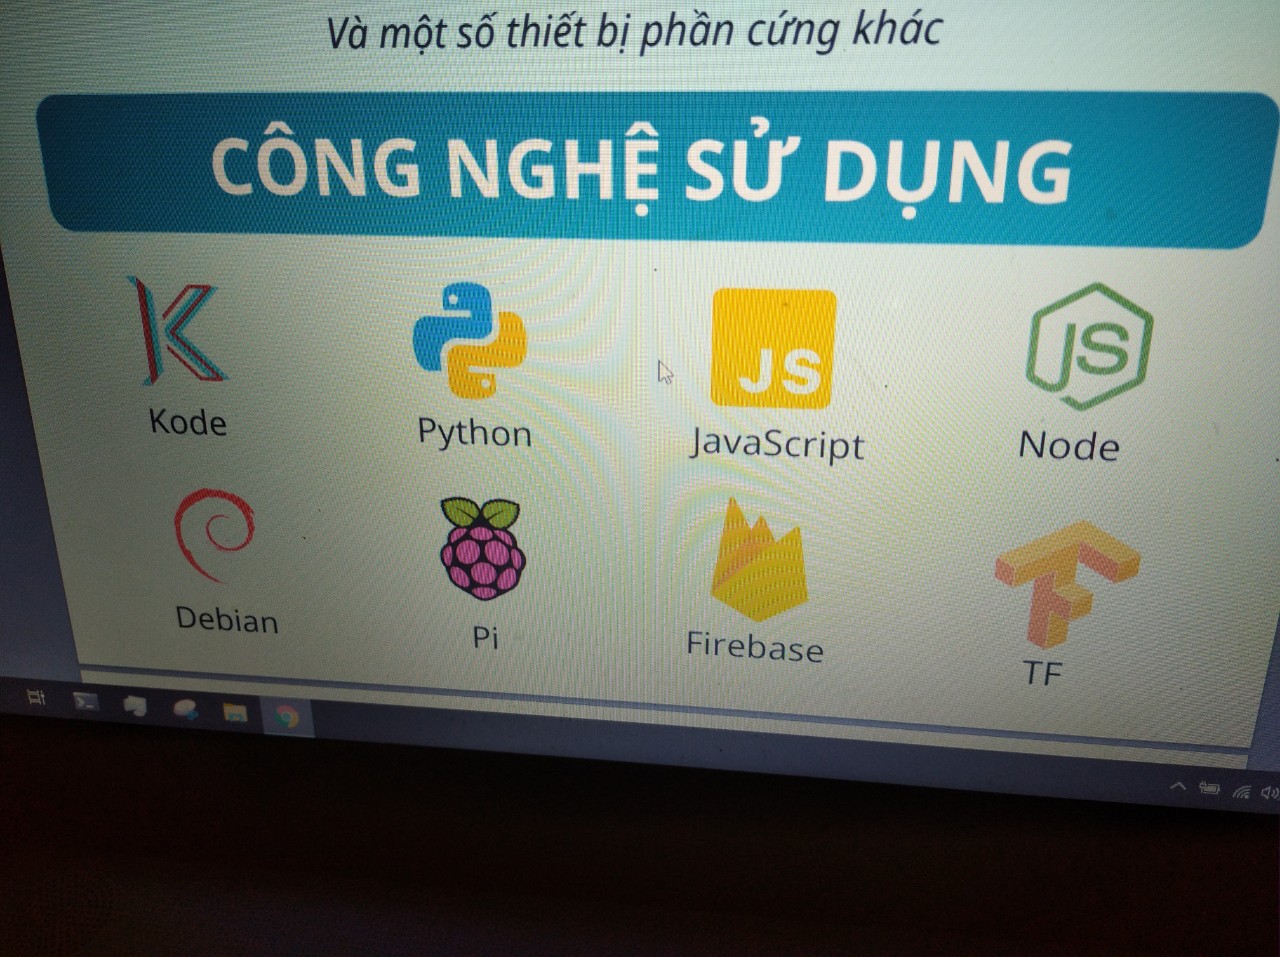 Và một số thiết bị phần cứng khác
CÔNG NGHỆ SỬ DỤNG
JS
JS
Kode
Python
JavaScript
Node
Debian
Pi
Firebase
TF